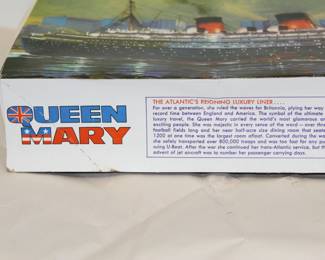 QUEEN
MARY
THE ATLANTIC'S REIGNING LUXURY LINER....
For over a generation, she ruled the waves for Britannia, plying her way
record time between England and America. The symbol of the ultimate
luxury travel, the Queen Mary carried the world's most glamorous an
exciting people. She was majestic in every sense of the word—over thr
football fields long and her near half-acre size dining room that seate
1300 at one time was the largest room afloat. Converted during the w
she safely transported over 800,000 troops and was too fast for any pu
suing U-Boat. After the war she continued her trans-Atlantic service, but th
advent of jet aircraft was to number her passenger carrying days.